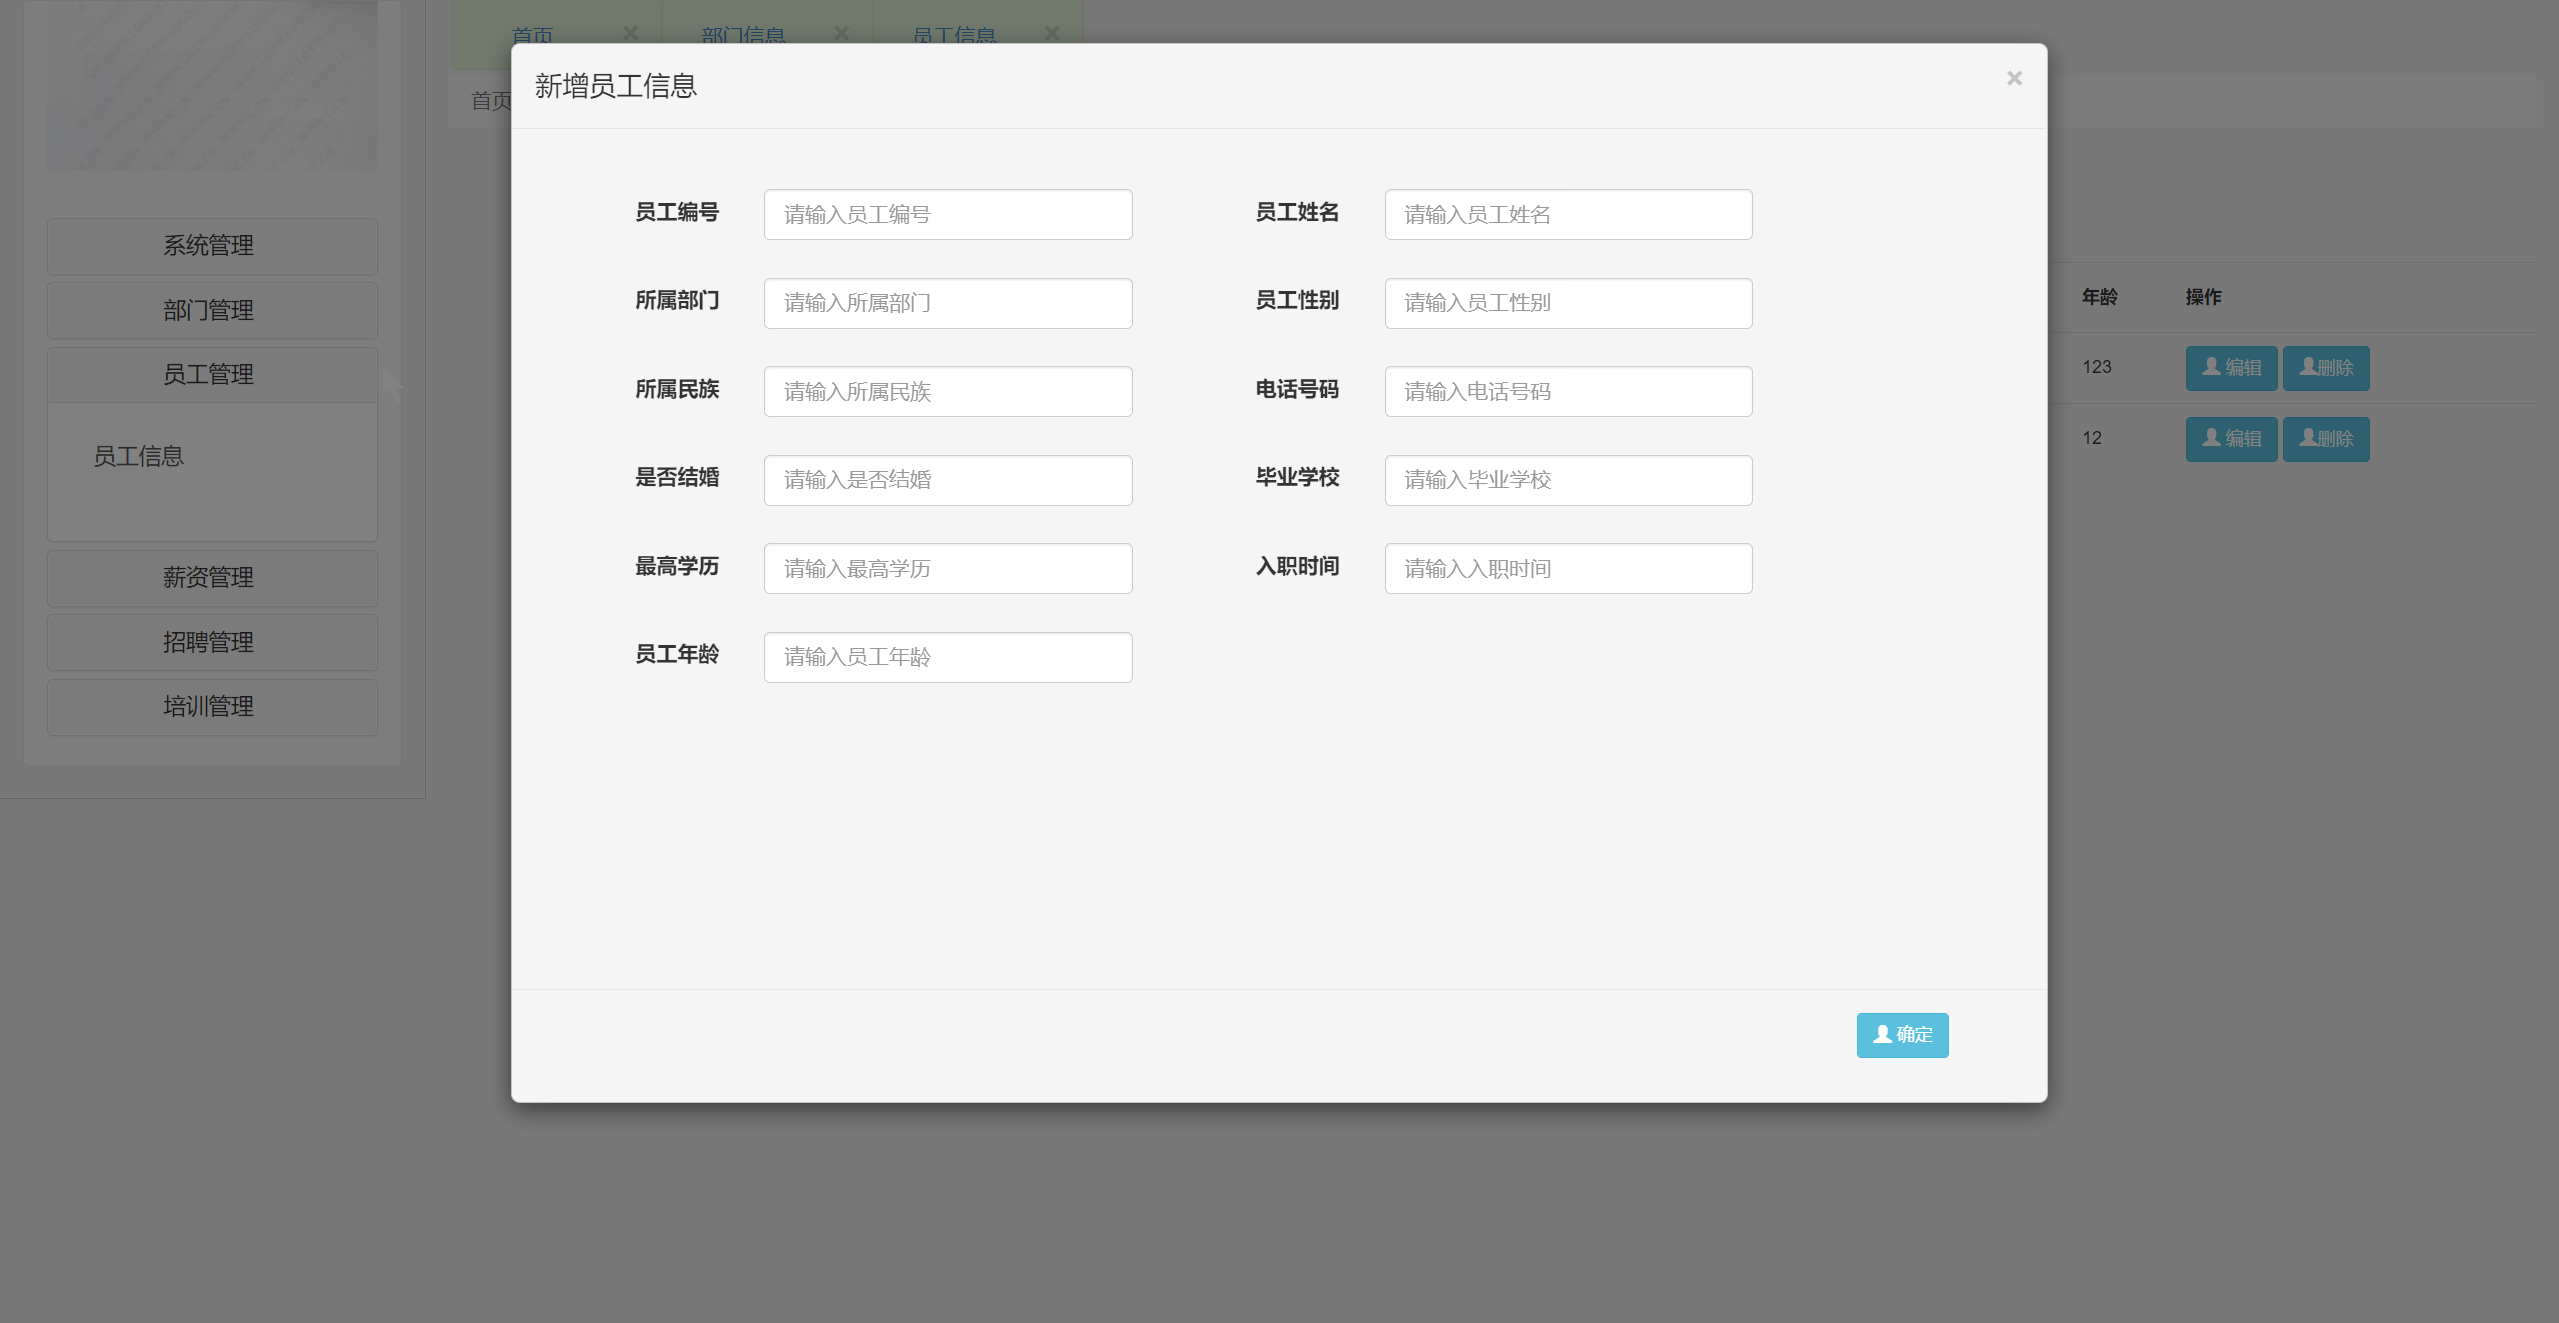 首页 × 部门信息 × 员工信息 ×
首页
系统管理
部门管理
员工管理
员工信息
薪资管理
招聘管理
培训管理
新增员工信息 ×
员工编号 请输入员工编号 员工姓名 请输入员工姓名
所属部门 请输入所属部门 员工性别 请输入员工性别
所属民族 请输入所属民族 电话号码 请输入电话号码
是否结婚 请输入是否结婚 毕业学校 请输入毕业学校
最高学历 请输入最高学历 入职时间 请输入入职时间
员工年龄 请输入员工年龄
确定
年龄 操作
123 编辑 删除
12 编辑 删除